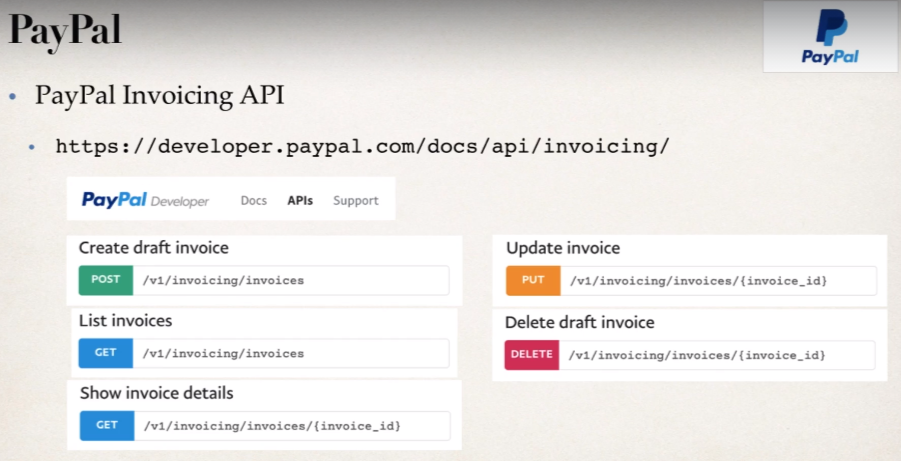 PayPal
PayPal
• PayPal Invoicing API
• https://developer.paypal.com/docs/api/invoicing/
PayPal Developer Docs APIs Support
Create draft invoice
POST /v1/invoicing/invoices
List invoices
GET /v1/invoicing/invoices
Show invoice details
GET /v1/invoicing/invoices/{invoice_id}
Update invoice
PUT /v1/invoicing/invoices/{invoice_id}
Delete draft invoice
DELETE /v1/invoicing/invoices/{invoice_id}